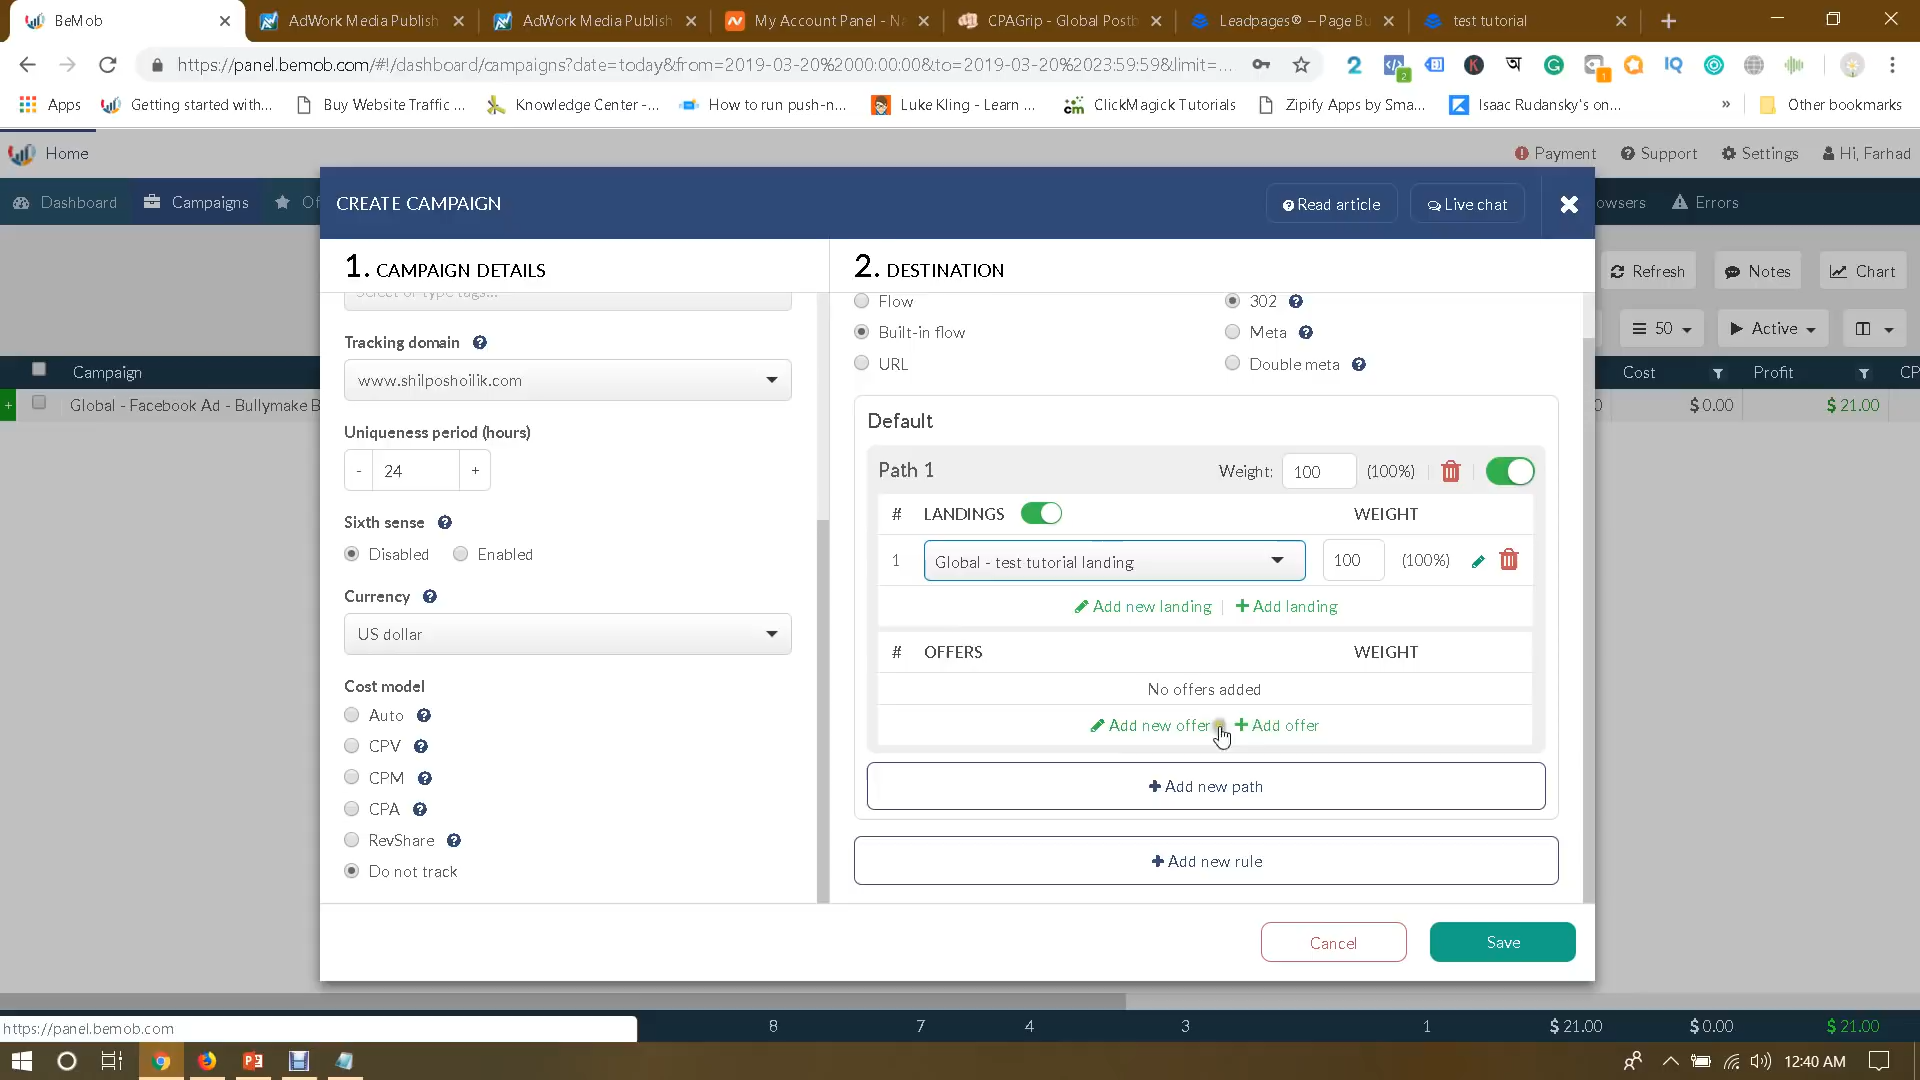 BeMob
AdWork Media Publish
AdWork Media Publish
My Account Panel - Na
CPAGrip - Global Postb
Leadpages® – Page Bu
test tutorial
https://panel.bemob.com/#!/dashboard/campaigns?date=today&from=2019-03-20%2000:00:00&to=2019-03-20%2023:59:59&limit=...
Apps
Getting started with...
Buy Website Traffic ...
Knowledge Center -...
How to run push-n...
Luke Kling - Learn ...
ClickMagick Tutorials
Zipify Apps by Sma...
Isaac Rudansky's on...
»
Other bookmarks
Home
Payment
Support
Settings
Hi, Farhad
Dashboard
Campaigns
Of
owsers
Errors
CREATE CAMPAIGN
Read article
Live chat
1. CAMPAIGN DETAILS
2. DESTINATION
Refresh
Notes
Chart
50
Active
Campaign
Cost
Profit
CP
Global - Facebook Ad - Bullymake B
0
$ 0.00
$ 21.00
Select or type tags...
Tracking domain
www.shilposhoilik.com
Uniqueness period (hours)
- 24 +
Sixth sense
Disabled
Enabled
Currency
US dollar
Cost model
Auto
CPV
CPM
CPA
RevShare
Do not track
Flow
302
Built-in flow
Meta
URL
Double meta
Default
Path 1
Weight: 100 (100%)
# LANDINGS WEIGHT
1 Global - test tutorial landing 100 (100%)
Add new landing | + Add landing
# OFFERS WEIGHT
No offers added
Add new offer + Add offer
+ Add new path
+ Add new rule
Cancel
Save
https://panel.bemob.com
8 7 4 3 1 $ 21.00 $ 0.00 $ 21.00
12:40 AM